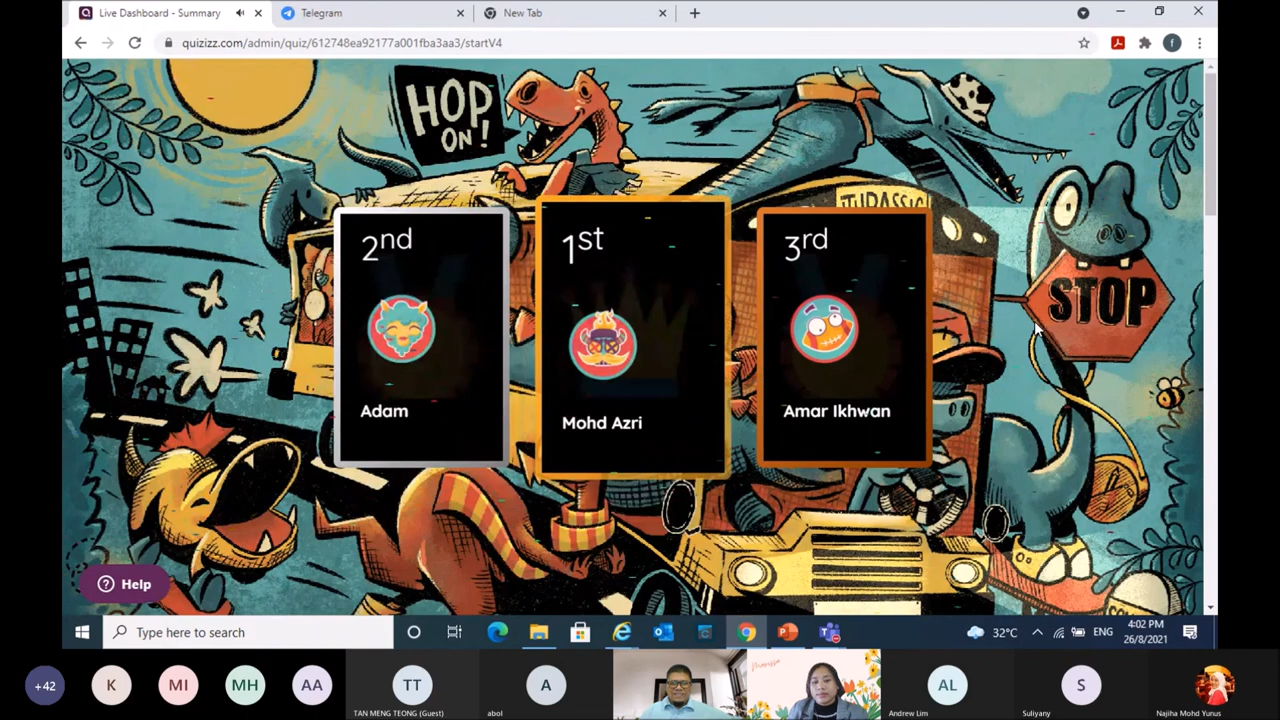 Live Dashboard - Summary
Telegram
New Tab
quizizz.com/admin/quiz/612748ea92177a001fba3aa3/startV4
f
HOP
ON!
JURASSIC
2nd
1st
3rd
STOP
Adam
Mohd Azri
Amar Ikhwan
Help
Type here to search
32°C
ENG
4:02 PM
26/8/2021
+42
K
MI
MH
AA
TT
A
Marissa
AL
S
TAN MENG TEONG (Guest)
abol
Andrew Lim
Suliyany
Najiha Mohd Yunus